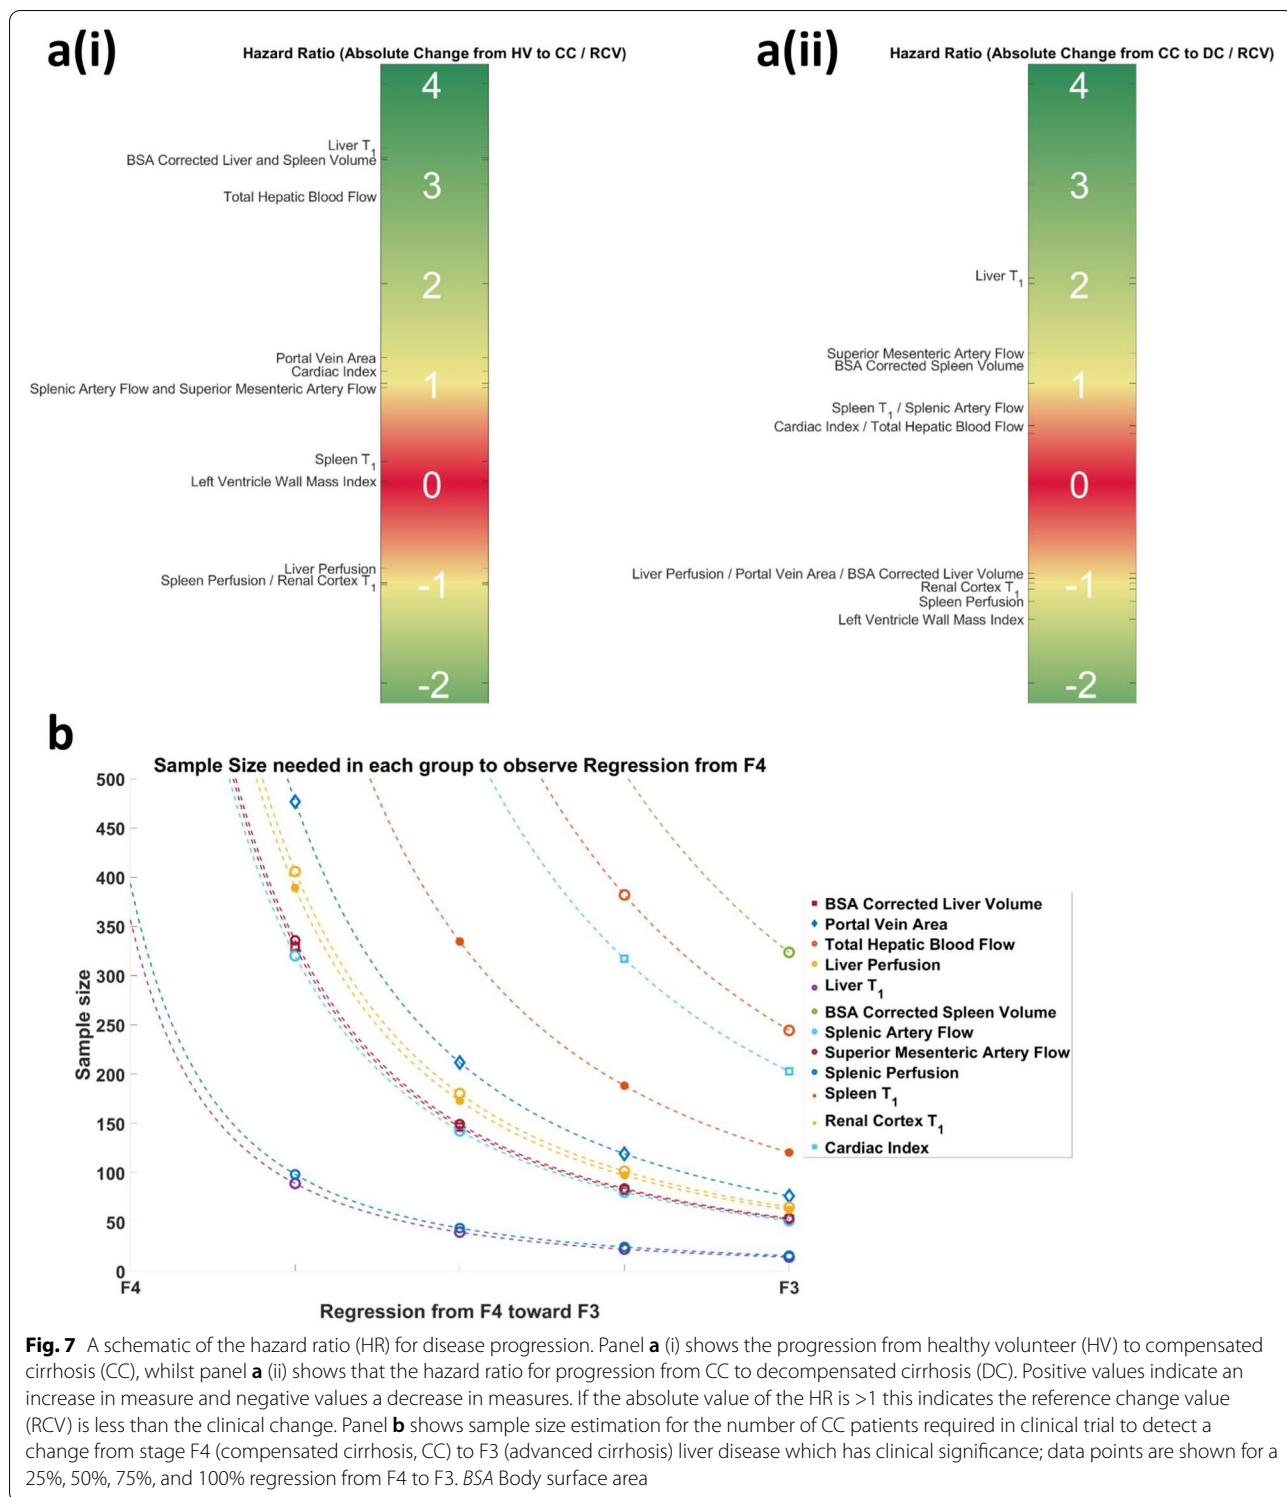 a(i)
Hazard Ratio (Absolute Change from HV to CC / RCV)
4
Liver T1
BSA Corrected Liver and Spleen Volume
3
Total Hepatic Blood Flow
2
Portal Vein Area
Cardiac Index
1
Splenic Artery Flow and Superior Mesenteric Artery Flow
Spleen T1
Left Ventricle Wall Mass Index
0
Liver Perfusion
Spleen Perfusion / Renal Cortex T1
-1
-2
a(ii)
Hazard Ratio (Absolute Change from CC to DC / RCV)
4
3
Liver T1
2
Superior Mesenteric Artery Flow
BSA Corrected Spleen Volume
1
Spleen T1 / Splenic Artery Flow
Cardiac Index / Total Hepatic Blood Flow
0
Liver Perfusion / Portal Vein Area / BSA Corrected Liver Volume
-1
Renal Cortex T1
Spleen Perfusion
Left Ventricle Wall Mass Index
-2
b
Sample Size needed in each group to observe Regression from F4
500
450
400
350
300
250
200
150
100
50
0
Sample size
F4
F3
Regression from F4 toward F3
BSA Corrected Liver Volume
Portal Vein Area
Total Hepatic Blood Flow
Liver Perfusion
Liver T1
BSA Corrected Spleen Volume
Splenic Artery Flow
Superior Mesenteric Artery Flow
Splenic Perfusion
Spleen T1
Renal Cortex T1
Cardiac Index
Fig. 7 A schematic of the hazard ratio (HR) for disease progression. Panel a (i) shows the progression from healthy volunteer (HV) to compensated
cirrhosis (CC), whilst panel a (ii) shows that the hazard ratio for progression from CC to decompensated cirrhosis (DC). Positive values indicate an
increase in measure and negative values a decrease in measures. If the absolute value of the HR is >1 this indicates the reference change value
(RCV) is less than the clinical change. Panel b shows sample size estimation for the number of CC patients required in clinical trial to detect a
change from stage F4 (compensated cirrhosis, CC) to F3 (advanced cirrhosis) liver disease which has clinical significance; data points are shown for a
25%, 50%, 75%, and 100% regression from F4 to F3. BSA Body surface area